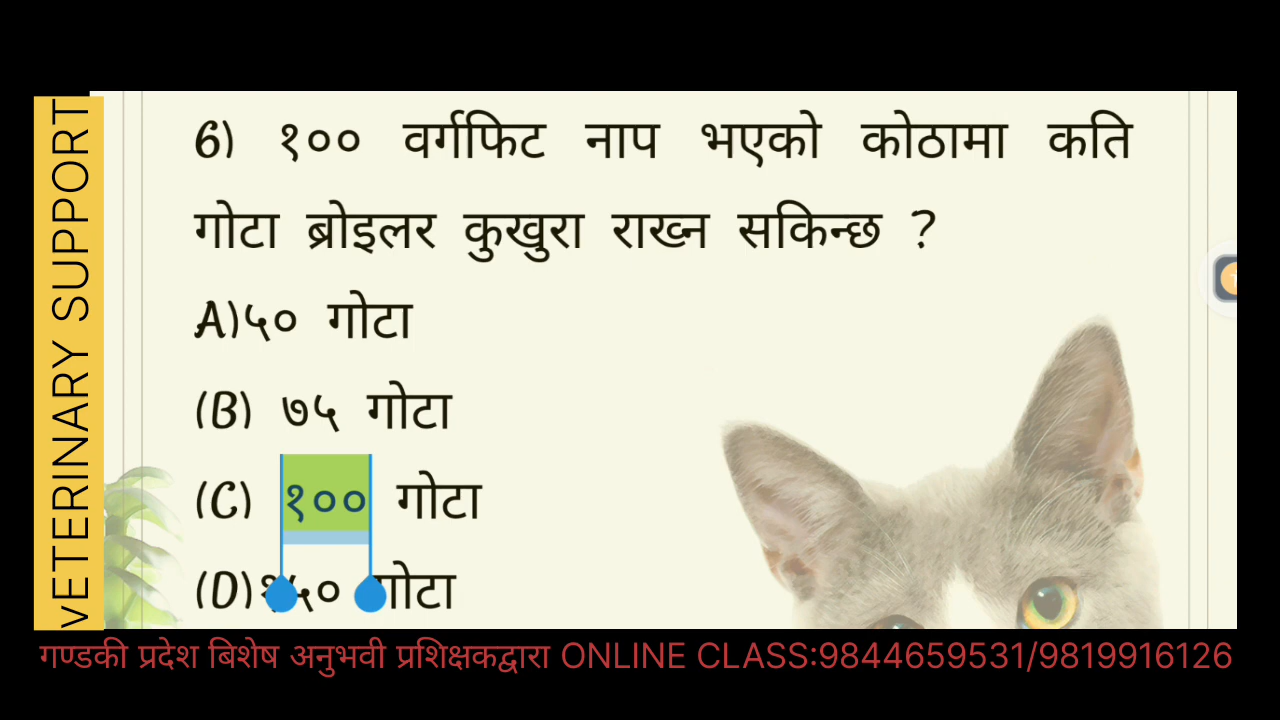 vETERINARY SUPPORT
6) १०० वर्गफिट नाप भएको कोठामा कति
गोटा ब्रोइलर कुखुरा राख्न सकिन्छ ?
A)५० गोटा
(B) ७५ गोटा
(C) १०० गोटा
(D)१५० गोटा
गण्डकी प्रदेश बिशेष अनुभवी प्रशिक्षकद्वारा ONLINE CLASS:9844659531/9819916126